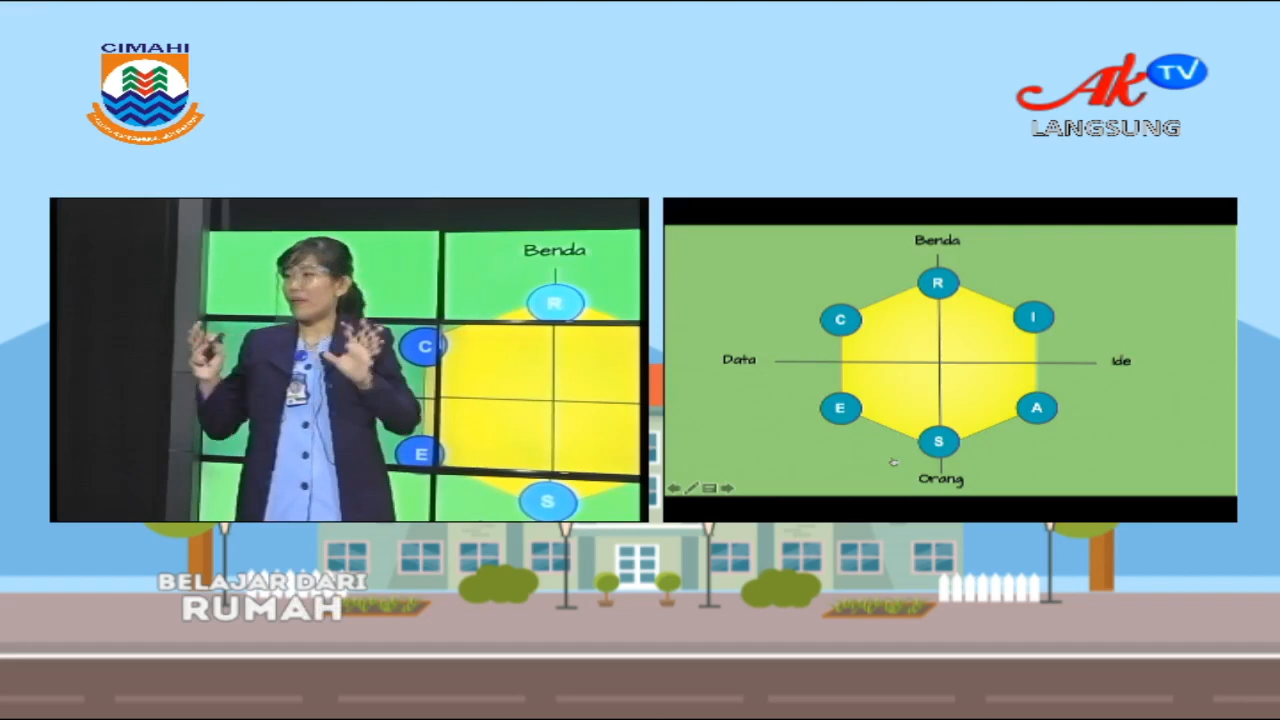 CIMAHI
Ak TV
LANGSUNG
Benda
R
C
E
S
Benda
R
C
I
Data
Ide
E
A
S
Orang
BELAJAR DARI
RUMAH